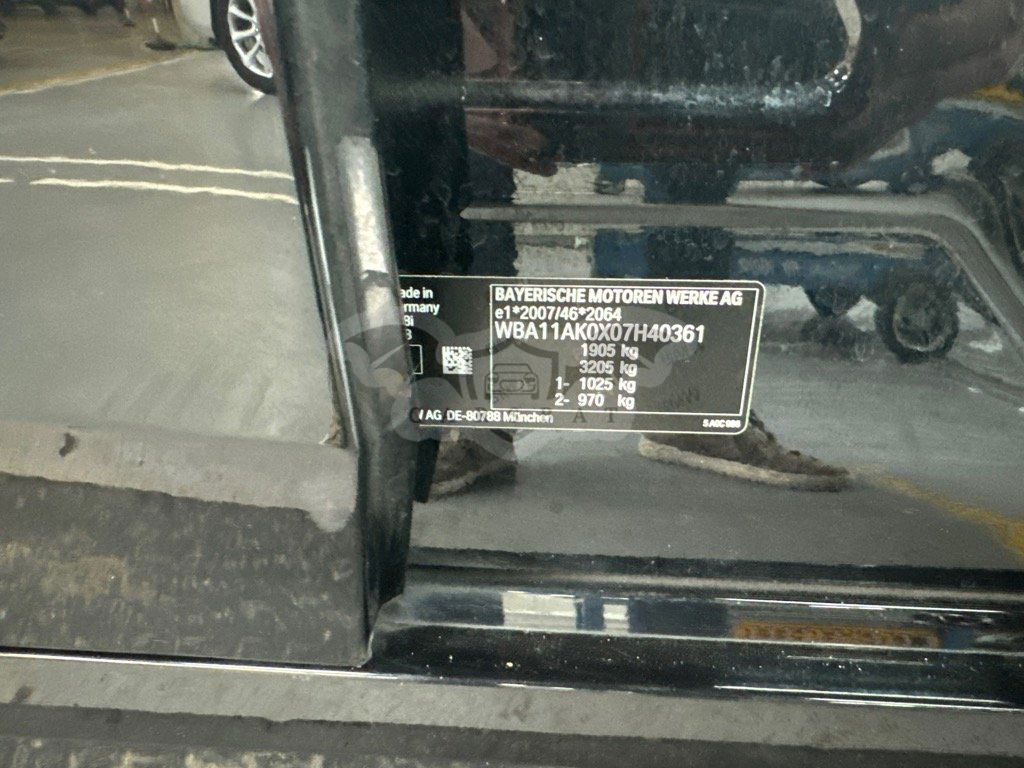 ade in
rmany
BAYERISCHE MOTOREN WERKE AG
e1*2007/46*2064
WBA11AK0X07H40361
1905 kg
3205 kg
1- 1025 kg
2- 970 kg
AG DE-80788 München